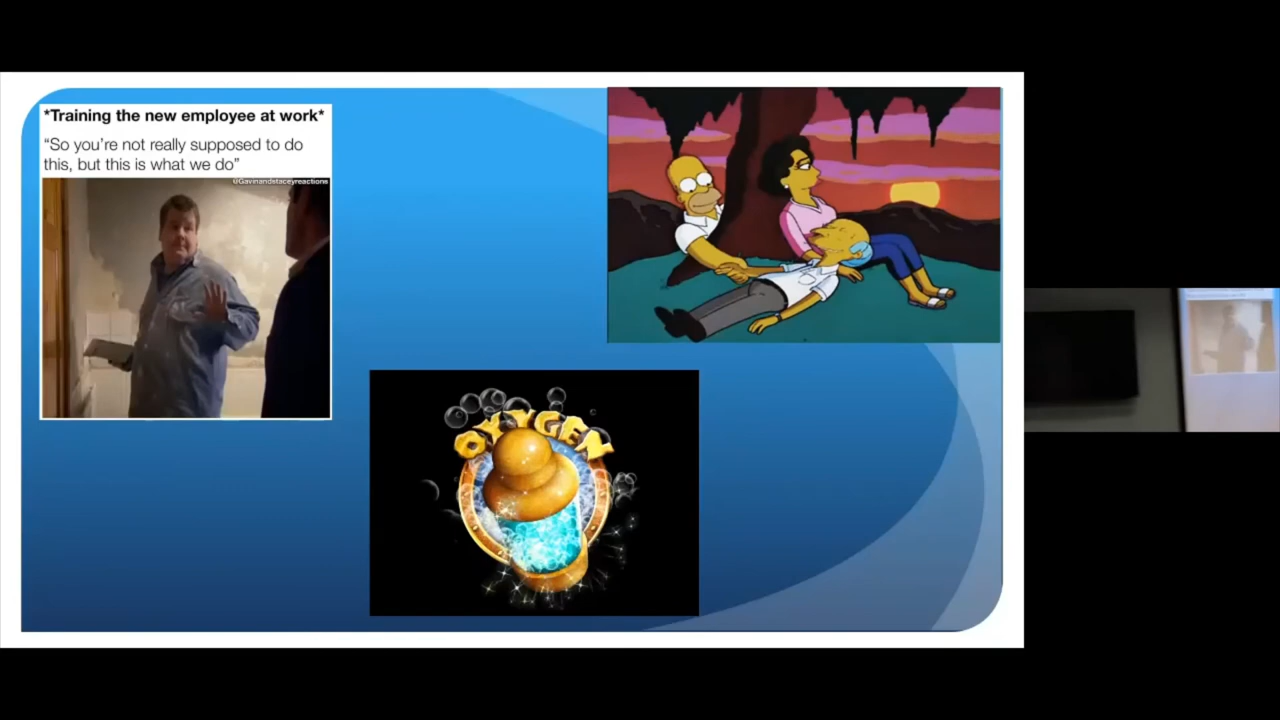 *Training the new employee at work*
“So you’re not really supposed to do
this, but this is what we do”
@Gavinandstaceyreactions
OXYGEN